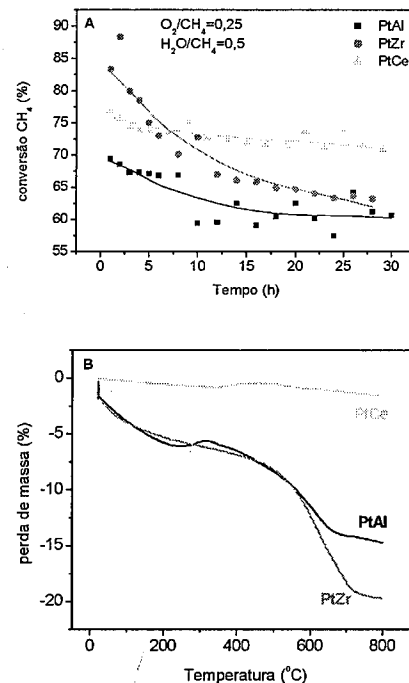 A
O₂/CH₄=0,25
H₂O/CH₄=0,5
PtAl
PtZr
PtCe
conversão CH₄ (%)
95
90
85
80
75
70
65
60
55
0
5
10
15
20
25
30
Tempo (h)
B
perda de massa (%)
0
-5
-10
-15
-20
PtCe
PtAl
PtZr
0
200
400
600
800
Temperatura (°C)